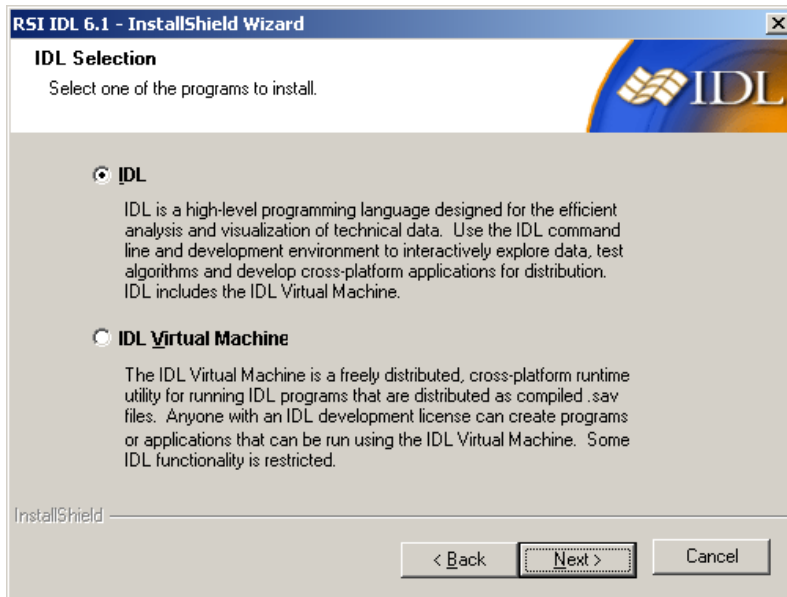 RSI IDL 6.1 - InstallShield Wizard
IDL Selection
Select one of the programs to install.
IDL
IDL
IDL is a high-level programming language designed for the efficient
analysis and visualization of technical data. Use the IDL command
line and development environment to interactively explore data, test
algorithms and develop cross-platform applications for distribution.
IDL includes the IDL Virtual Machine.
IDL Virtual Machine
The IDL Virtual Machine is a freely distributed, cross-platform runtime
utility for running IDL programs that are distributed as compiled .sav
files. Anyone with an IDL development license can create programs
or applications that can be run using the IDL Virtual Machine. Some
IDL functionality is restricted.
InstallShield
< Back Next > Cancel